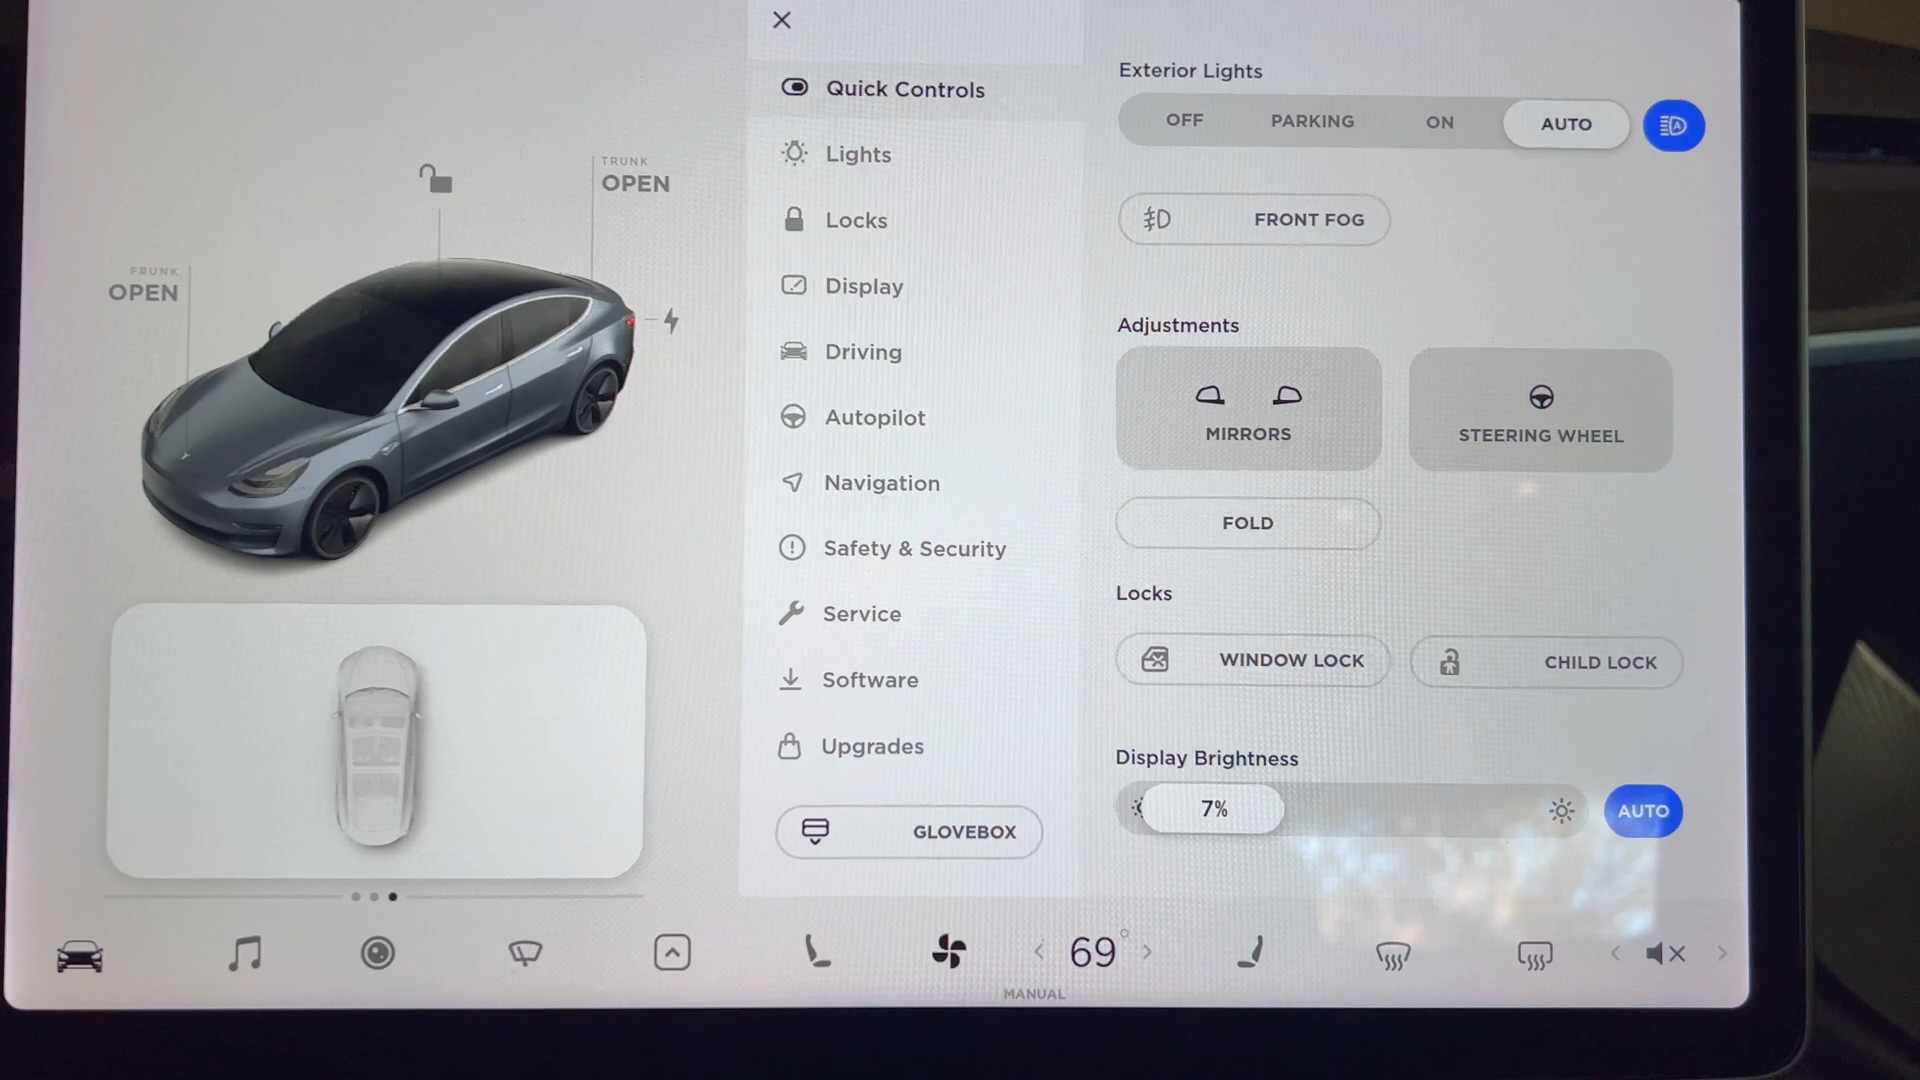 TRUNK
OPEN
FRUNK
OPEN
Quick Controls
Lights
Locks
Display
Driving
Autopilot
Navigation
Safety & Security
Service
Software
Upgrades
GLOVEBOX
Exterior Lights
OFF PARKING ON AUTO
A
FRONT FOG
Adjustments
MIRRORS
STEERING WHEEL
FOLD
Locks
WINDOW LOCK
CHILD LOCK
Display Brightness
7%
AUTO
69°
MANUAL